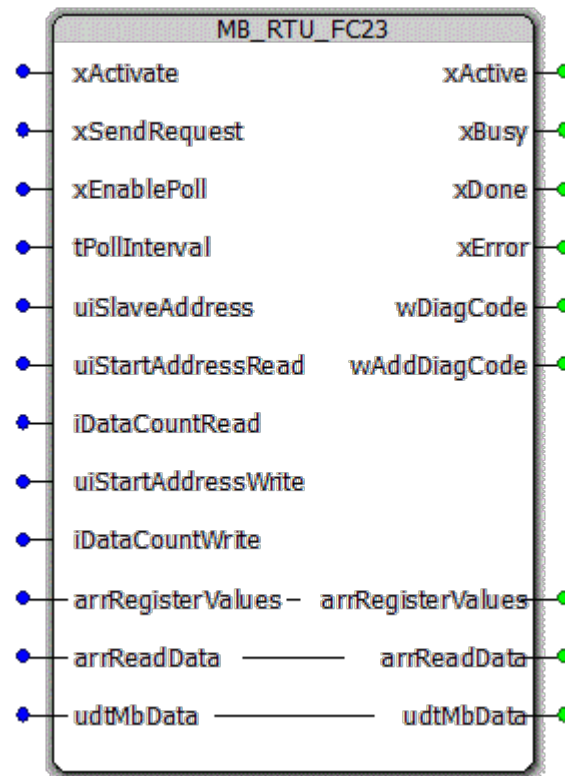 MB_RTU_FC23
xActivate xActive
xSendRequest xBusy
xEnablePoll xDone
tPollInterval xError
uiSlaveAddress wDiagCode
uiStartAddressRead wAddDiagCode
iDataCountRead
uiStartAddressWrite
iDataCountWrite
arrRegisterValues arrRegisterValues
arrReadData arrReadData
udtMbData udtMbData